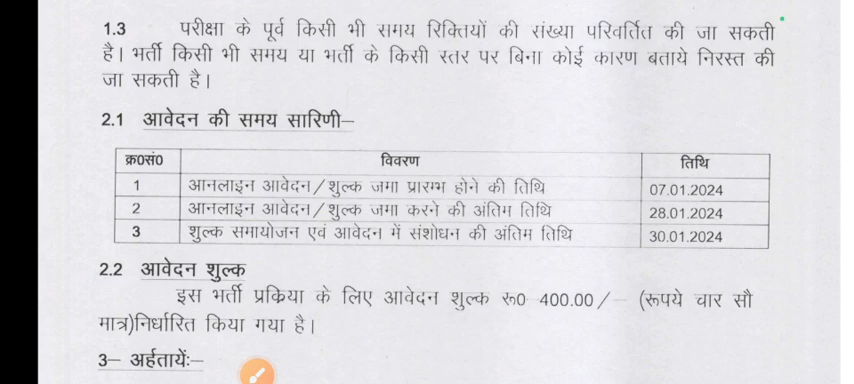 1.3 परीक्षा के पूर्व किसी भी समय रिक्तियों की संख्या परिवर्तित की जा सकती
है। भर्ती किसी भी समय या भर्ती के किसी स्तर पर बिना कोई कारण बताये निरस्त की
जा सकती है।
2.1 आवेदन की समय सारिणी–
क्र०सं० विवरण तिथि
1 आनलाइन आवेदन/शुल्क जमा प्रारम्भ होने की तिथि 07.01.2024
2 आनलाइन आवेदन/शुल्क जमा करने की अंतिम तिथि 28.01.2024
3 शुल्क समायोजन एवं आवेदन में संशोधन की अंतिम तिथि 30.01.2024
2.2 आवेदन शुल्क
इस भर्ती प्रकिया के लिए आवेदन शुल्क रू0 400.00/– (रूपये चार सौ
मात्र)निर्धारित किया गया है।
3– अर्हतायेंः–